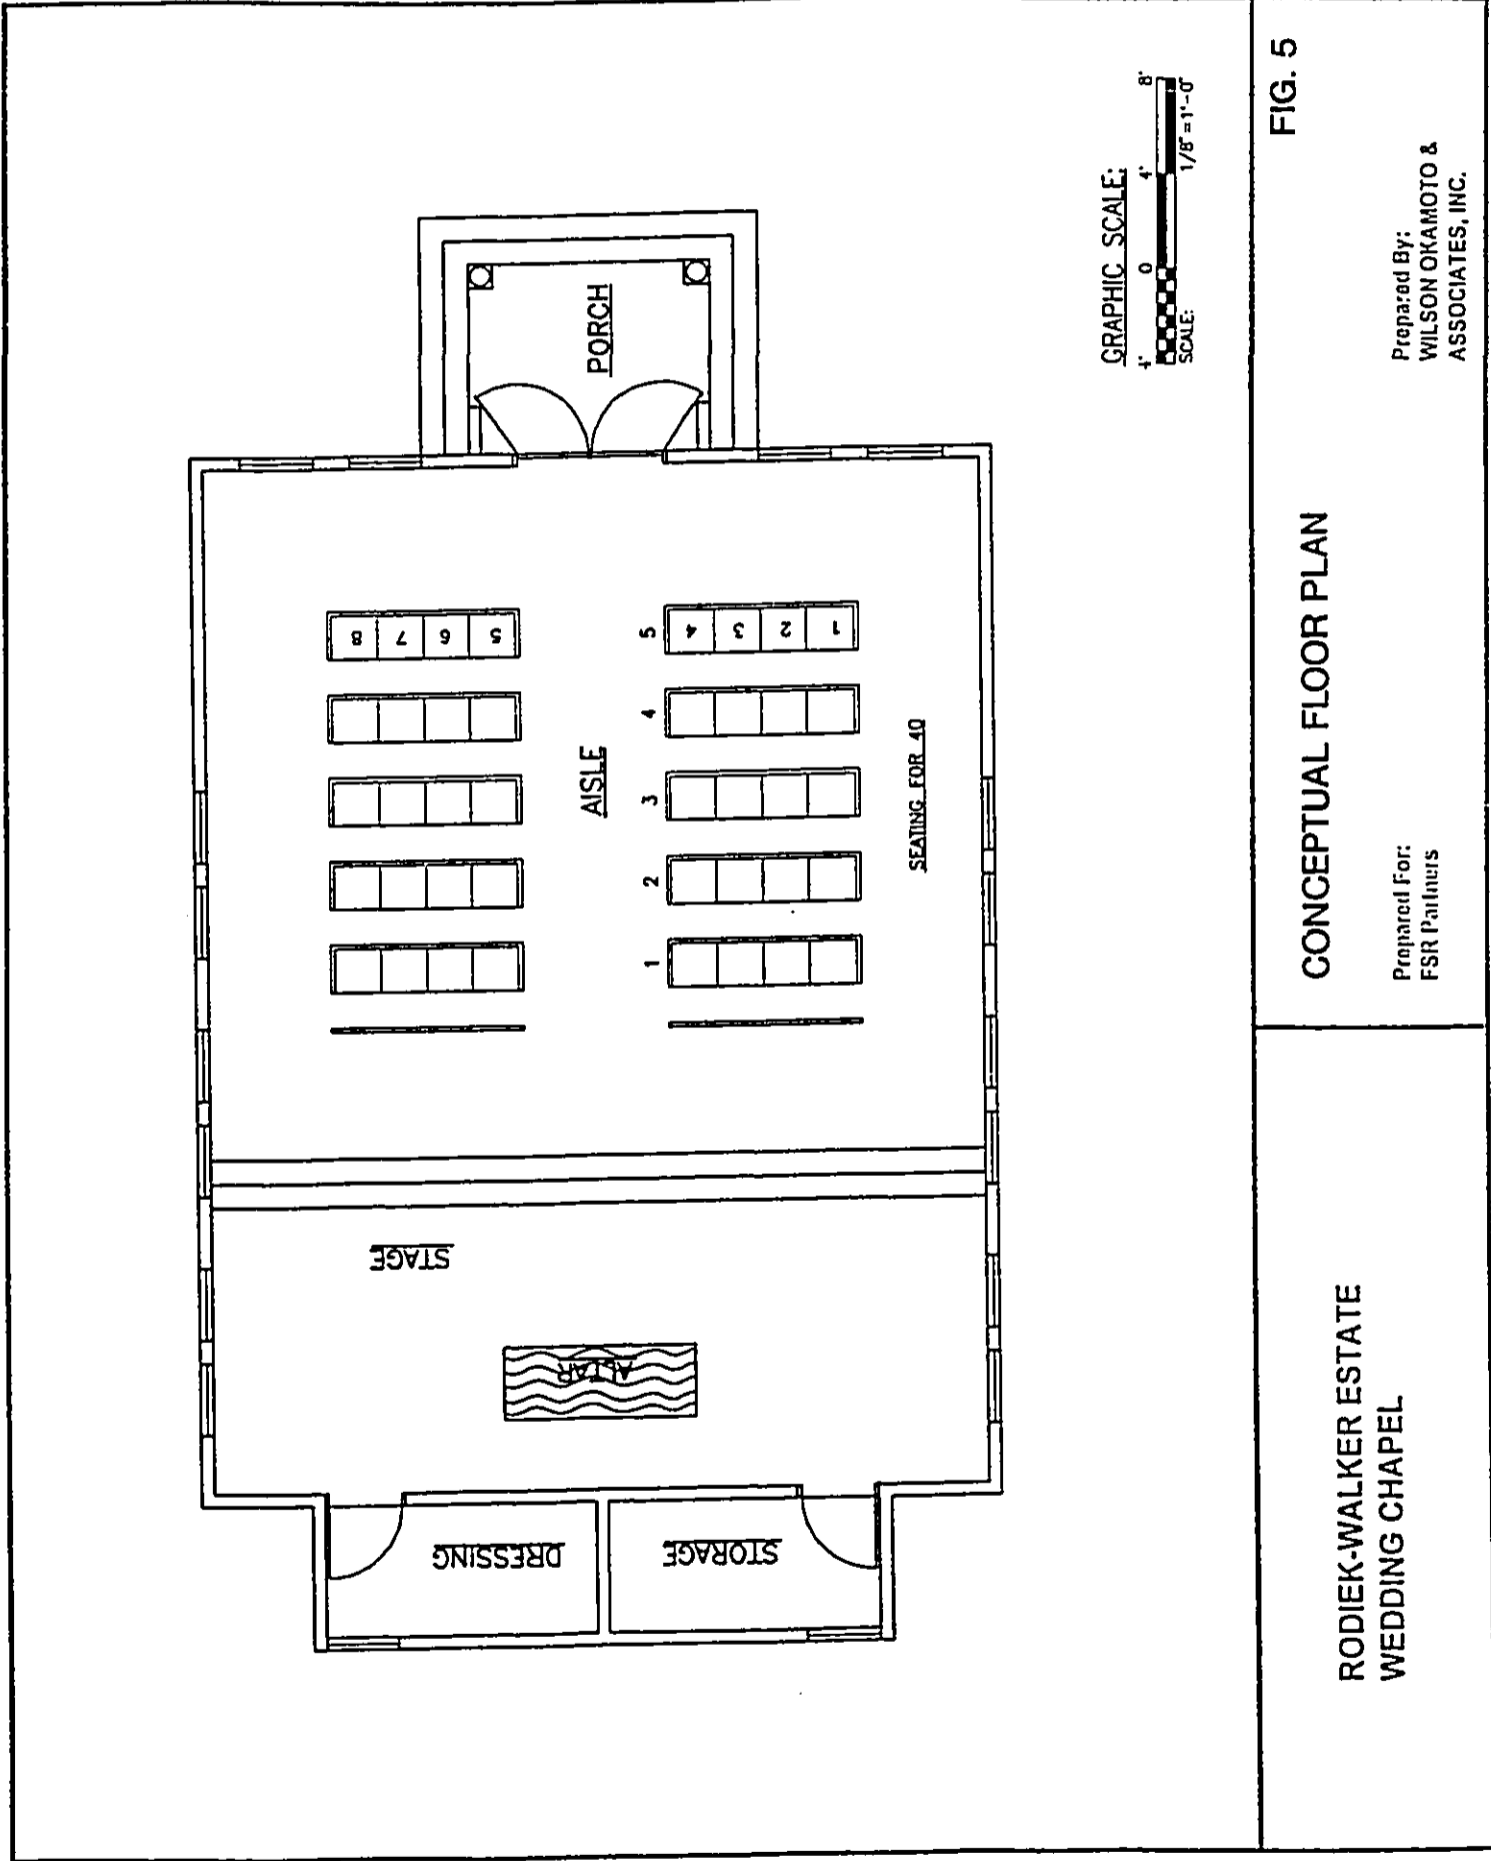 PORCH
8 7 6 5
5
4 3 2 1
4
AISLE
3
2
1
SEATING FOR 40
STAGE
ALTAR
DRESSING
STORAGE
GRAPHIC SCALE:
4' 0 4' 8'
SCALE: 1/8"=1'-0"
RODIEK-WALKER ESTATE
WEDDING CHAPEL
CONCEPTUAL FLOOR PLAN
FIG. 5
Prepared For:
FSR Partners
Prepared By:
WILSON OKAMOTO &
ASSOCIATES, INC.